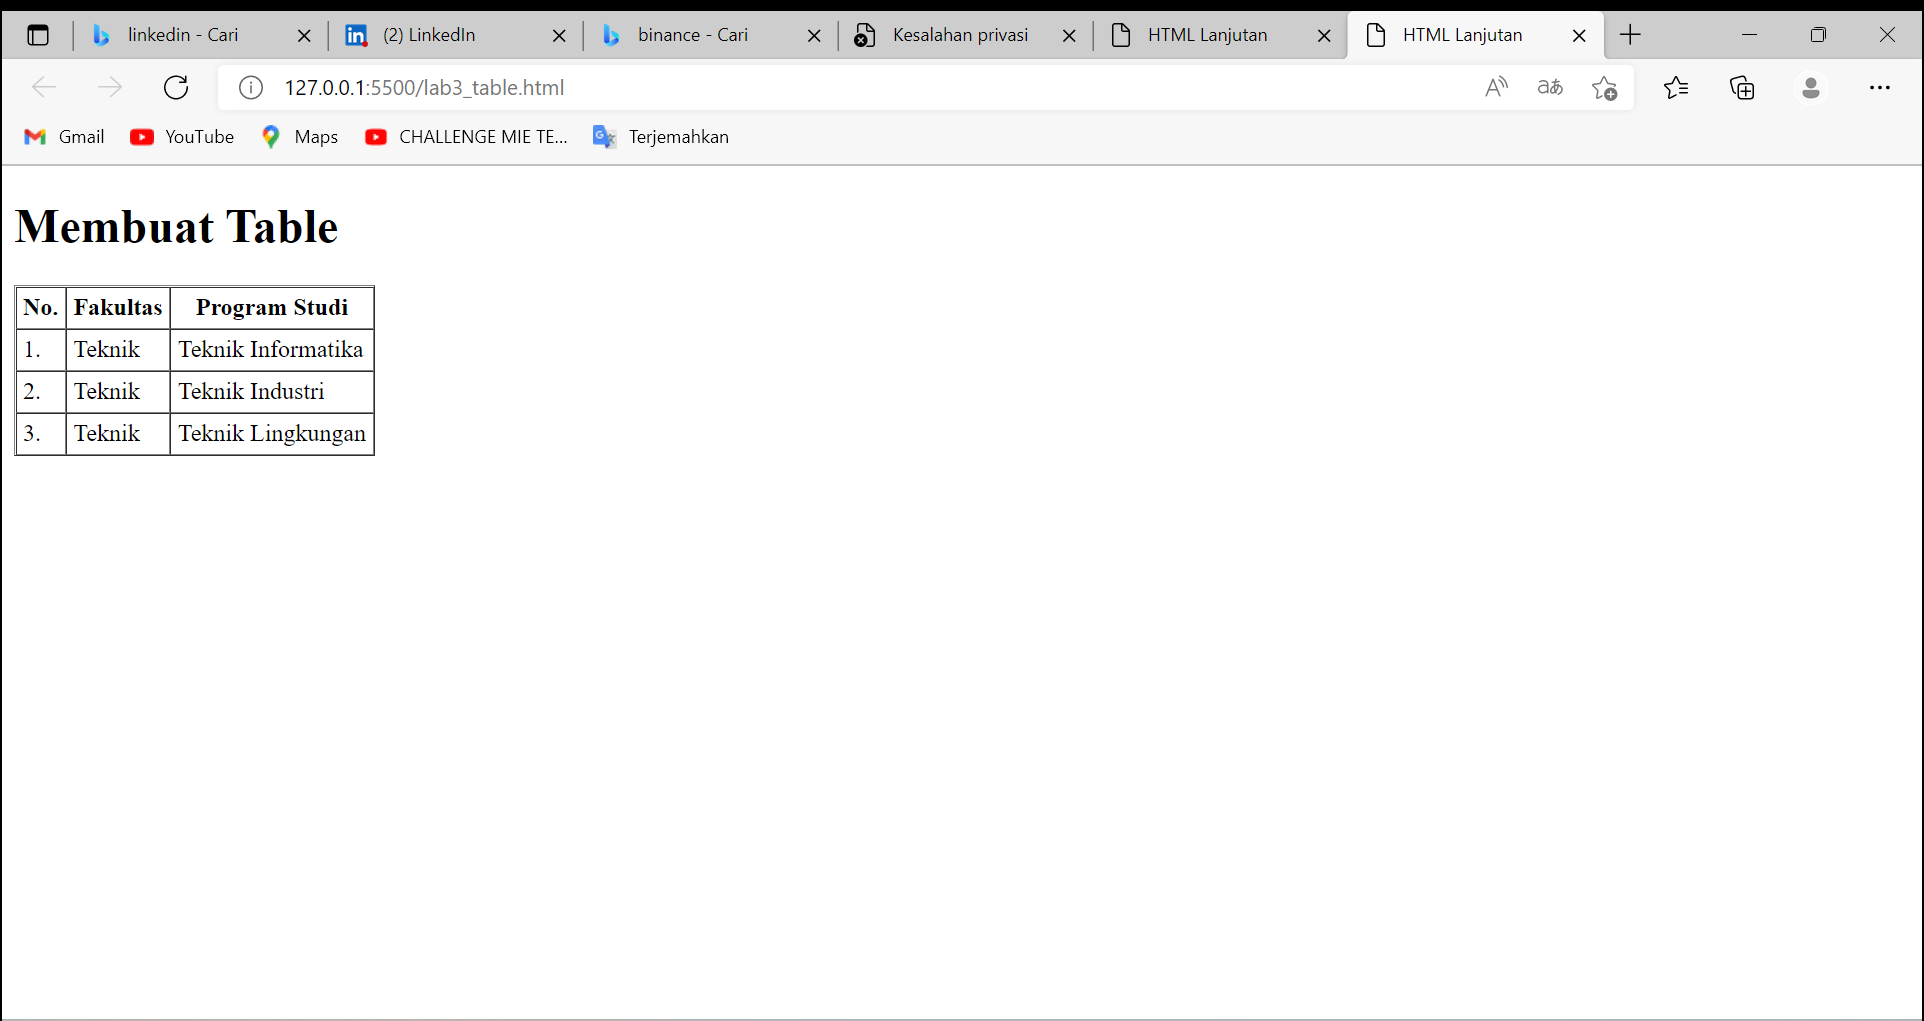 linkedin - Cari (2) LinkedIn binance - Cari Kesalahan privasi HTML Lanjutan HTML Lanjutan
127.0.0.1:5500/lab3_table.html
Gmail YouTube Maps CHALLENGE MIE TE... Terjemahkan
Membuat Table
No. Fakultas Program Studi
1. Teknik Teknik Informatika
2. Teknik Teknik Industri
3. Teknik Teknik Lingkungan